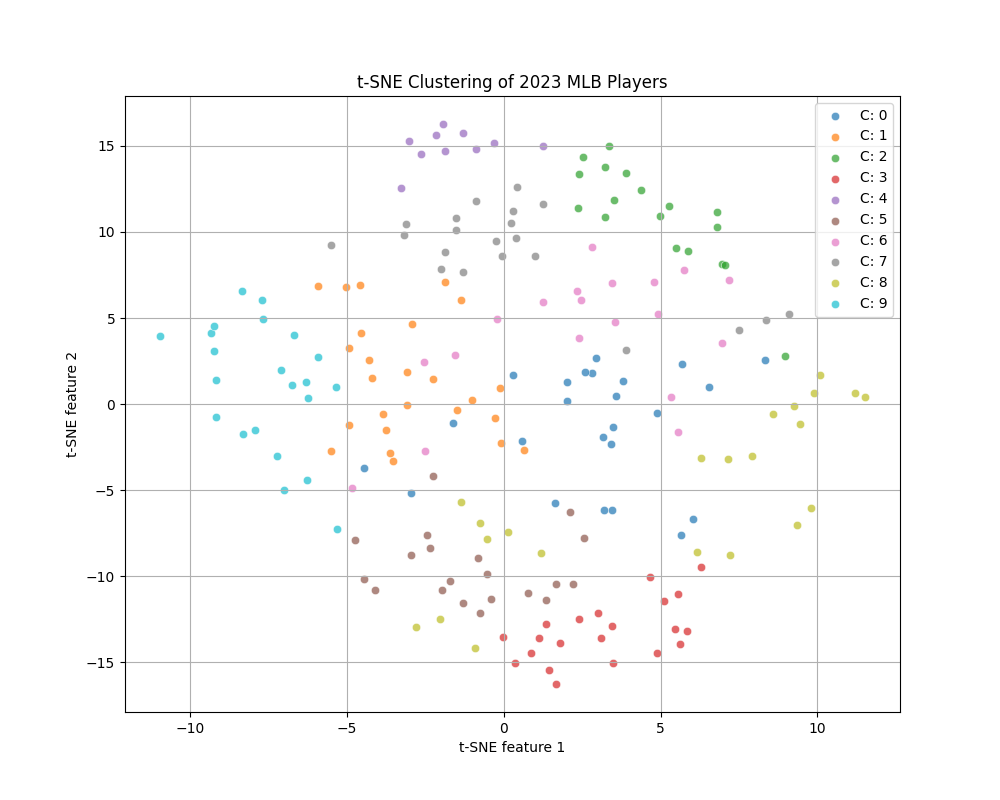 t-SNE Clustering of 2023 MLB Players
C: 0
C: 1
C: 2
C: 3
C: 4
C: 5
C: 6
C: 7
C: 8
C: 9
15
10
5
0
−5
−10
−15
t-SNE feature 2
−10
−5
0
5
10
t-SNE feature 1